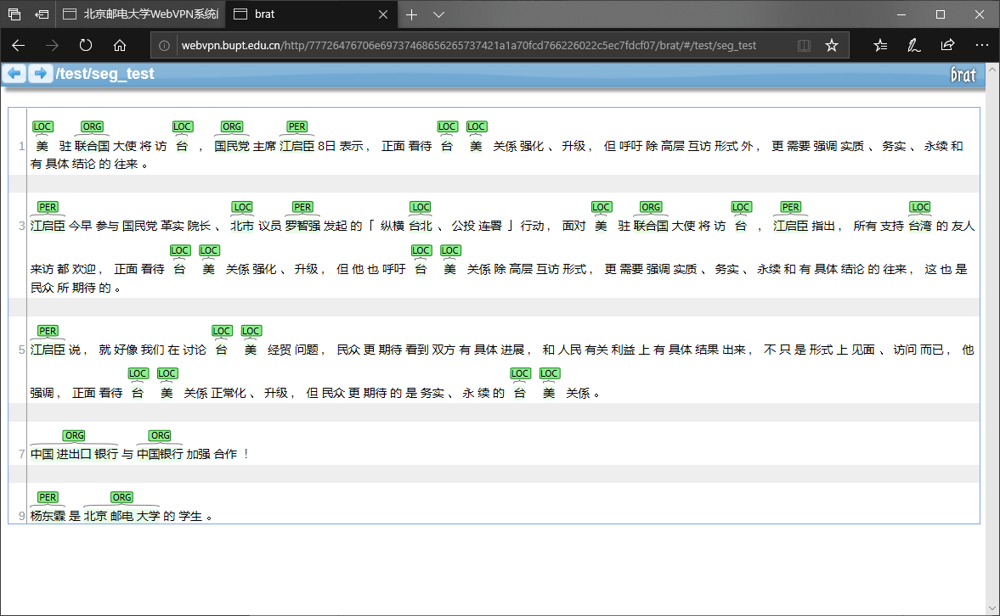 北京邮电大学WebVPN系统
brat
webvpn.bupt.edu.cn/http/77726476706e69737468656265737421a1a70fcd766226022c5ec7fdcf07/brat/#/test/seg_test
/test/seg_test
brat
LOC ORG LOC ORG PER LOC LOC
1 美 驻 联合国 大使 将 访 台 ， 国民党 主席 江启臣 8日 表示 ， 正面 看待 台 美 关係 强化 、 升级 ， 但 呼吁 除 高层 互访 形式 外 ， 更 需要 强调 实质 、 务实 、 永续 和
有 具体 结论 的 往来 。
PER LOC PER LOC LOC ORG LOC PER LOC
3 江启臣 今早 参与 国民党 革实 院长 、 北市 议员 罗智强 发起 的 「 纵横 台北 、 公投 连署 」 行动 ， 面对 美 驻 联合国 大使 将 访 台 ， 江启臣 指出 ， 所有 支持 台湾 的 友人
LOC LOC LOC LOC
来访 都 欢迎 ， 正面 看待 台 美 关係 强化 、 升级 ， 但 他 也 呼吁 台 美 关係 除 高层 互访 形式 ， 更 需要 强调 实质 、 务实 、 永续 和 有 具体 结论 的 往来 ， 这 也 是
民众 所 期待 的 。
PER LOC LOC
5 江启臣 说 ， 就 好像 我们 在 讨论 台 美 经贸 问题 ， 民众 更 期待 看到 双方 有 具体 进展 ， 和 人民 有关 利益 上 有 具体 结果 出来 ， 不 只 是 形式 上 见面 、 访问 而已 ， 他
LOC LOC LOC LOC
强调 ， 正面 看待 台 美 关係 正常化 、 升级 ， 但 民众 更 期待 的 是 务实 、 永 续 的 台 美 关係 。
ORG ORG
7 中国 进出口 银行 与 中国银行 加强 合作 ！
PER ORG
9 杨东霖 是 北京 邮电 大学 的 学生 。